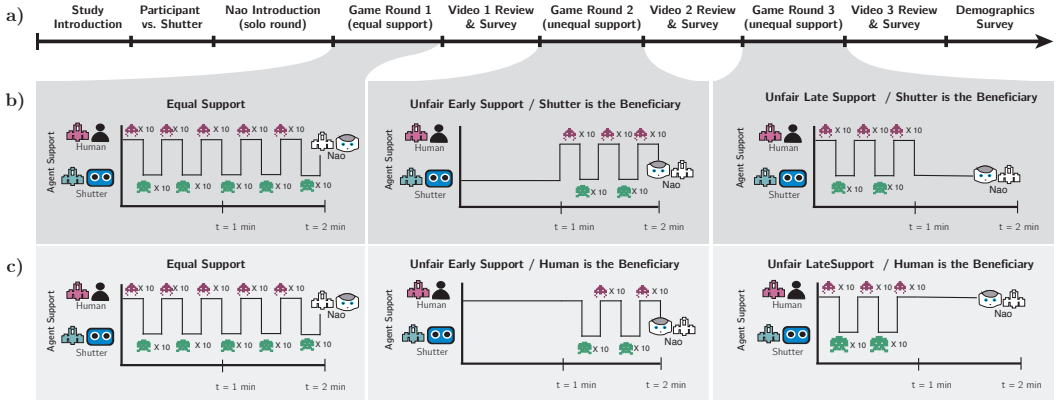 a)
Study
Introduction
Participant
vs. Shutter
Nao Introduction
(solo round)
Game Round 1
(equal support)
Video 1 Review
& Survey
Game Round 2
(unequal support)
Video 2 Review
& Survey
Game Round 3
(unequal support)
Video 3 Review
& Survey
Demographics
Survey
b)
Equal Support
Agent Support
Human
Shutter
X 10
X 10
X 10
X 10
X 10
Nao
X 10
X 10
X 10
X 10
X 10
t = 1 min
t = 2 min
Unfair Early Support / Shutter is the Beneficiary
Agent Support
Human
Shutter
X 10
X 10
X 10
Nao
X 10
X 10
t = 1 min
t = 2 min
Unfair Late Support / Shutter is the Beneficiary
Agent Support
Human
Shutter
X 10
X 10
X 10
Nao
X 10
X 10
t = 1 min
t = 2 min
c)
Equal Support
Agent Support
Human
Shutter
X 10
X 10
X 10
X 10
X 10
Nao
X 10
X 10
X 10
X 10
X 10
t = 1 min
t = 2 min
Unfair Early Support / Human is the Beneficiary
Agent Support
Human
Shutter
X 10
X 10
Nao
X 10
X 10
t = 1 min
t = 2 min
Unfair LateSupport / Human is the Beneficiary
Agent Support
Human
Shutter
X 10
X 10
X 10
Nao
X 10
X 10
t = 1 min
t = 2 min